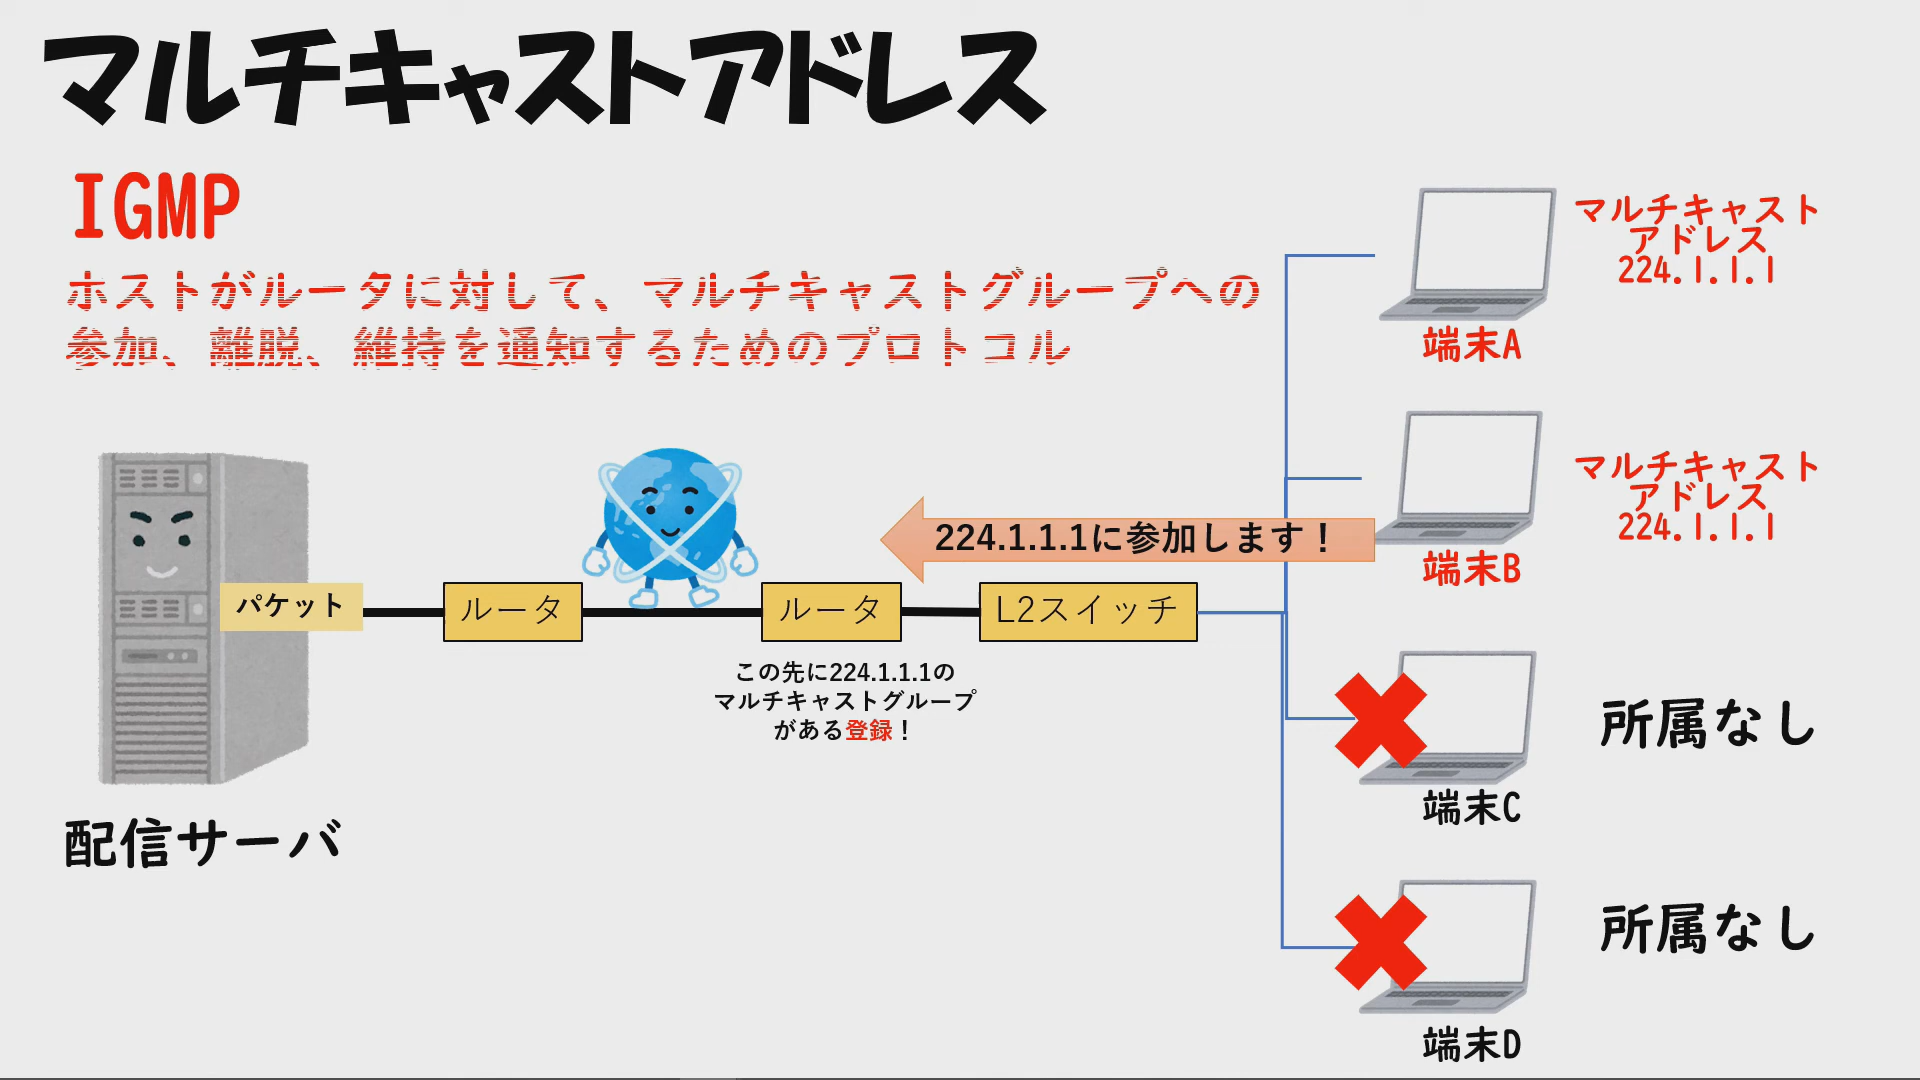 マルチキャストアドレス
IGMP
ホストがルータに対して、マルチキャストグループへの
参加、離脱、維持を通知するためのプロトコル
マルチキャスト
アドレス
224.1.1.1
端末A
マルチキャスト
アドレス
224.1.1.1
端末B
224.1.1.1に参加します！
パケット
ルータ
ルータ
L2スイッチ
この先に224.1.1.1の
マルチキャストグループ
がある登録！
所属なし
端末C
配信サーバ
所属なし
端末D